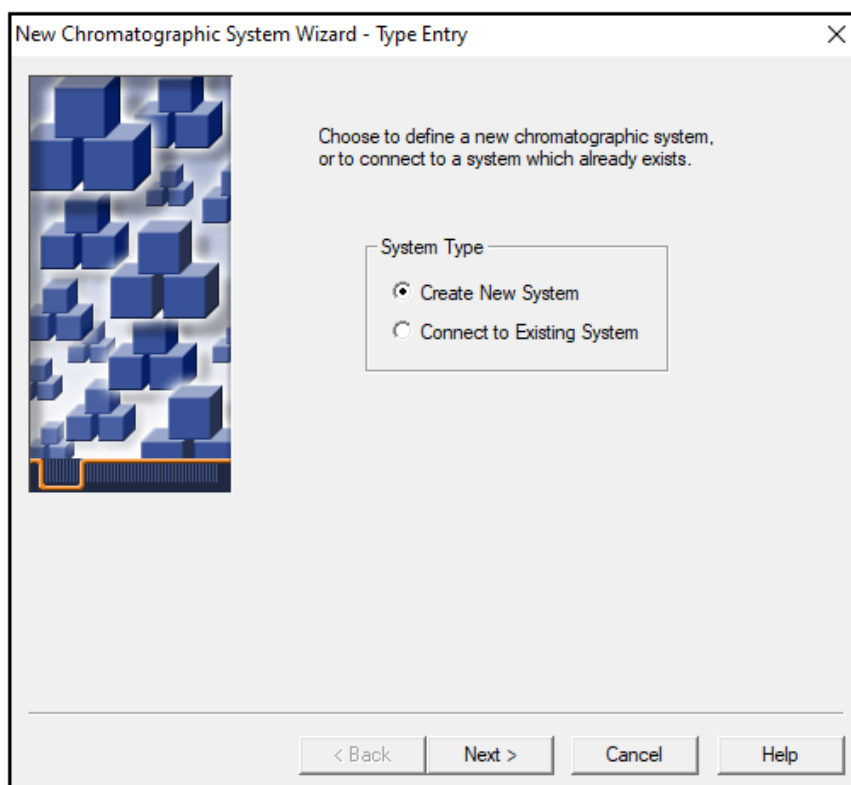 New Chromatographic System Wizard - Type Entry
Choose to define a new chromatographic system,
or to connect to a system which already exists.
System Type
Create New System
Connect to Existing System
< Back Next > Cancel Help